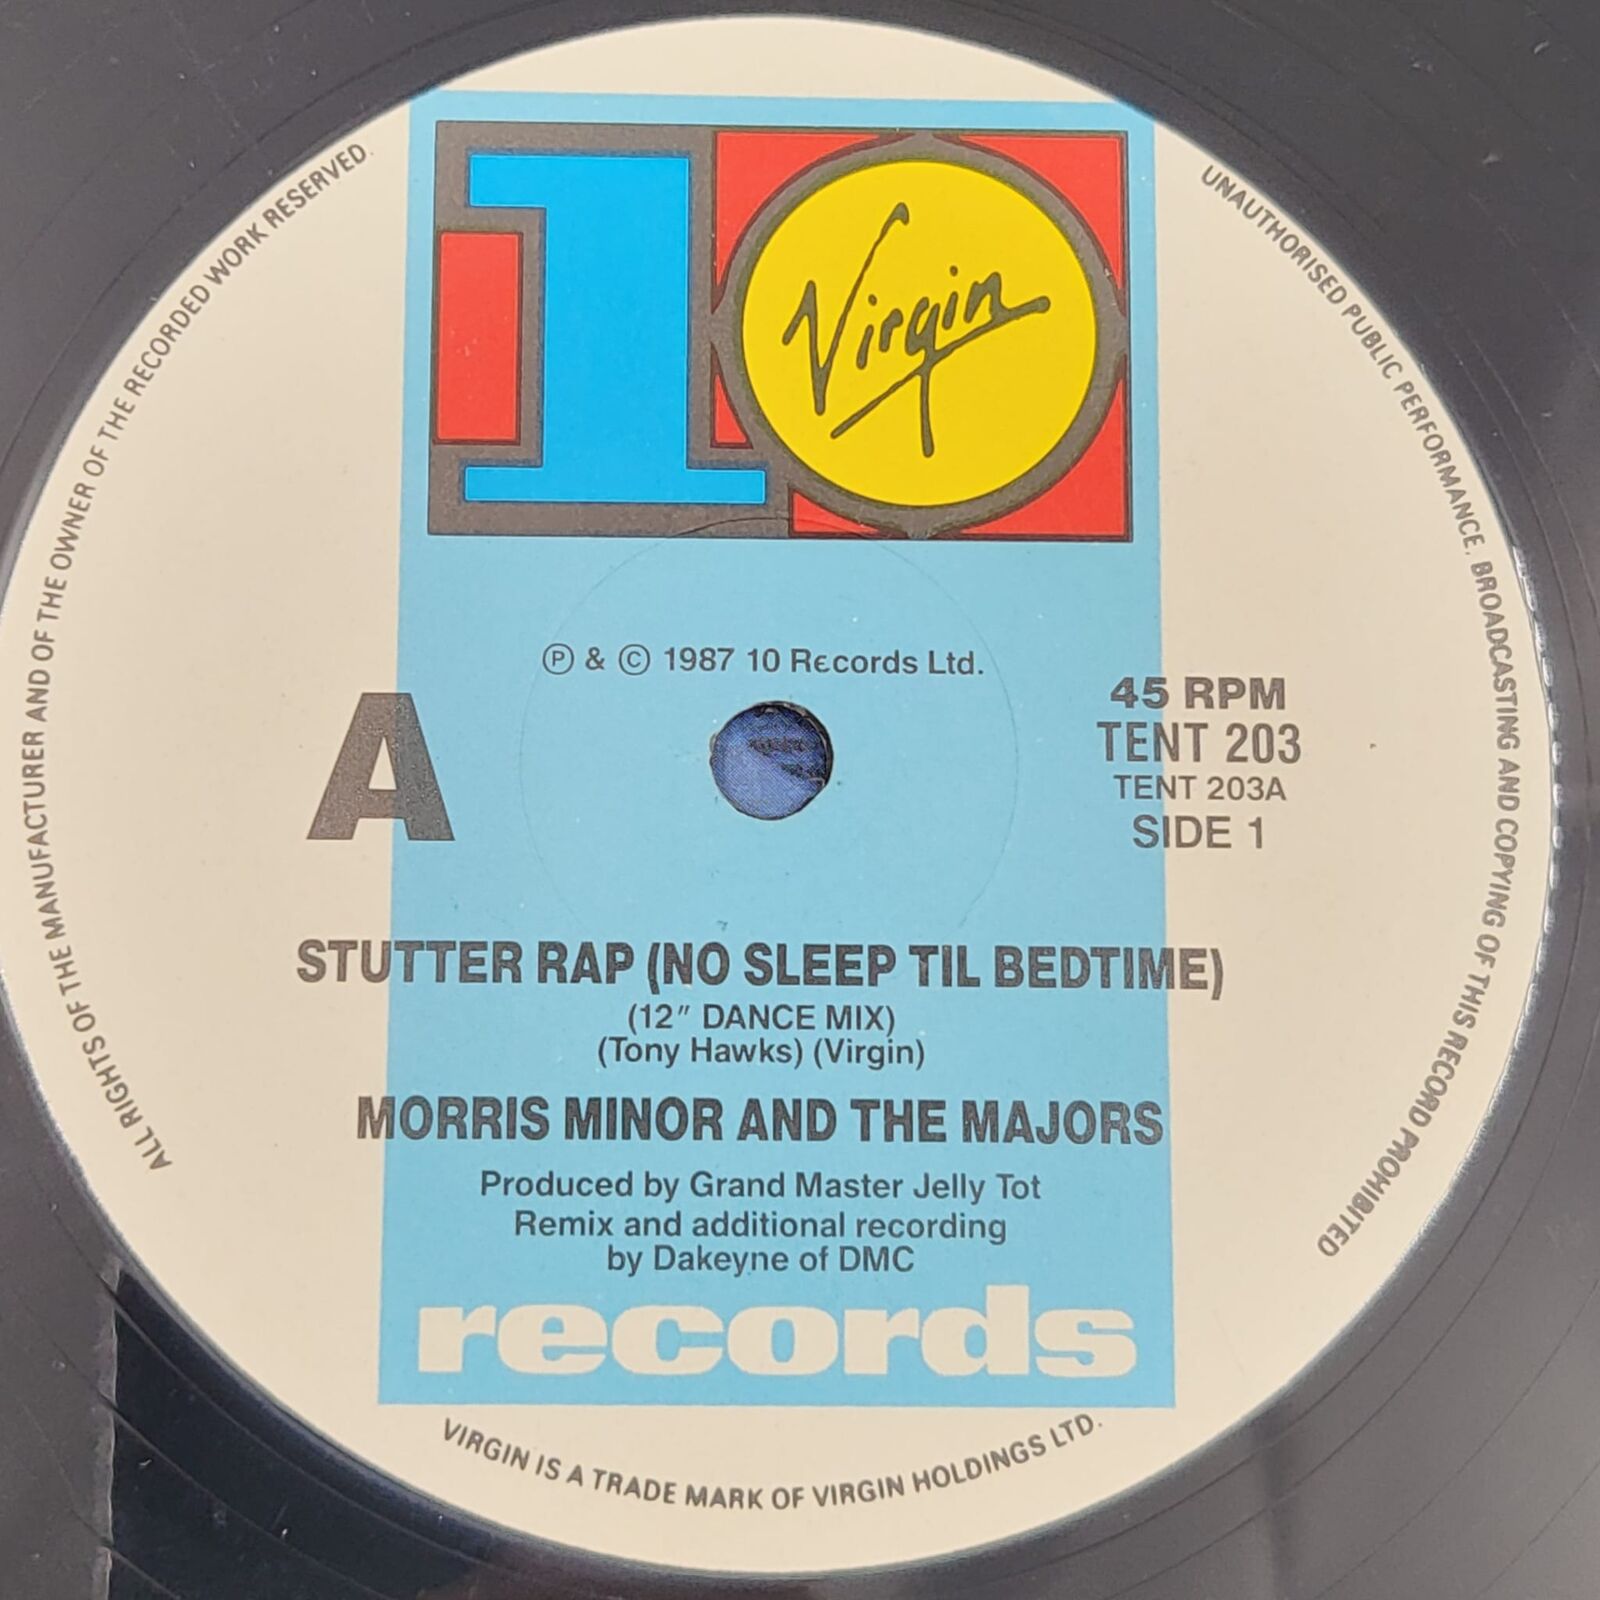 10
Virgin
ALL RIGHTS OF THE MANUFACTURER AND OF THE OWNER OF THE RECORDED WORK RESERVED.
UNAUTHORISED PUBLIC PERFORMANCE, BROADCASTING AND COPYING OF THIS RECORD PROHIBITED
Ⓟ & © 1987 10 Records Ltd.
A
45 RPM
TENT 203
TENT 203A
SIDE 1
STUTTER RAP (NO SLEEP TIL BEDTIME)
(12" DANCE MIX)
(Tony Hawks) (Virgin)
MORRIS MINOR AND THE MAJORS
Produced by Grand Master Jelly Tot
Remix and additional recording
by Dakeyne of DMC
records
VIRGIN IS A TRADE MARK OF VIRGIN HOLDINGS LTD.